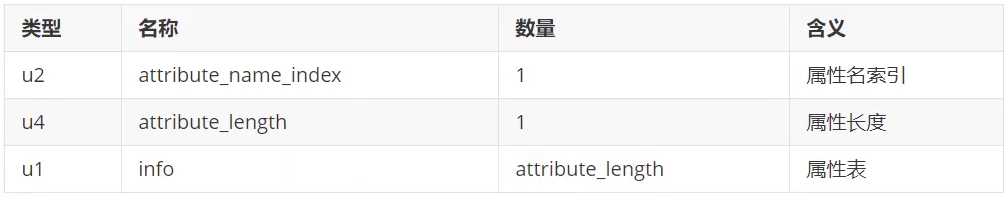 类型 名称 数量 含义
u2 attribute_name_index 1 属性名索引
u4 attribute_length 1 属性长度
u1 info attribute_length 属性表